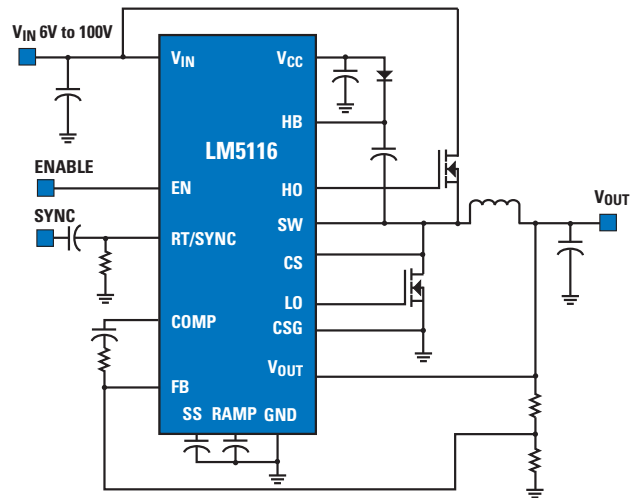 VIN 6V to 100V
VIN
VCC
HB
LM5116
ENABLE
EN
HO
VOUT
SYNC
SW
RT/SYNC
CS
LO
COMP
CSG
VOUT
FB
SS RAMP GND